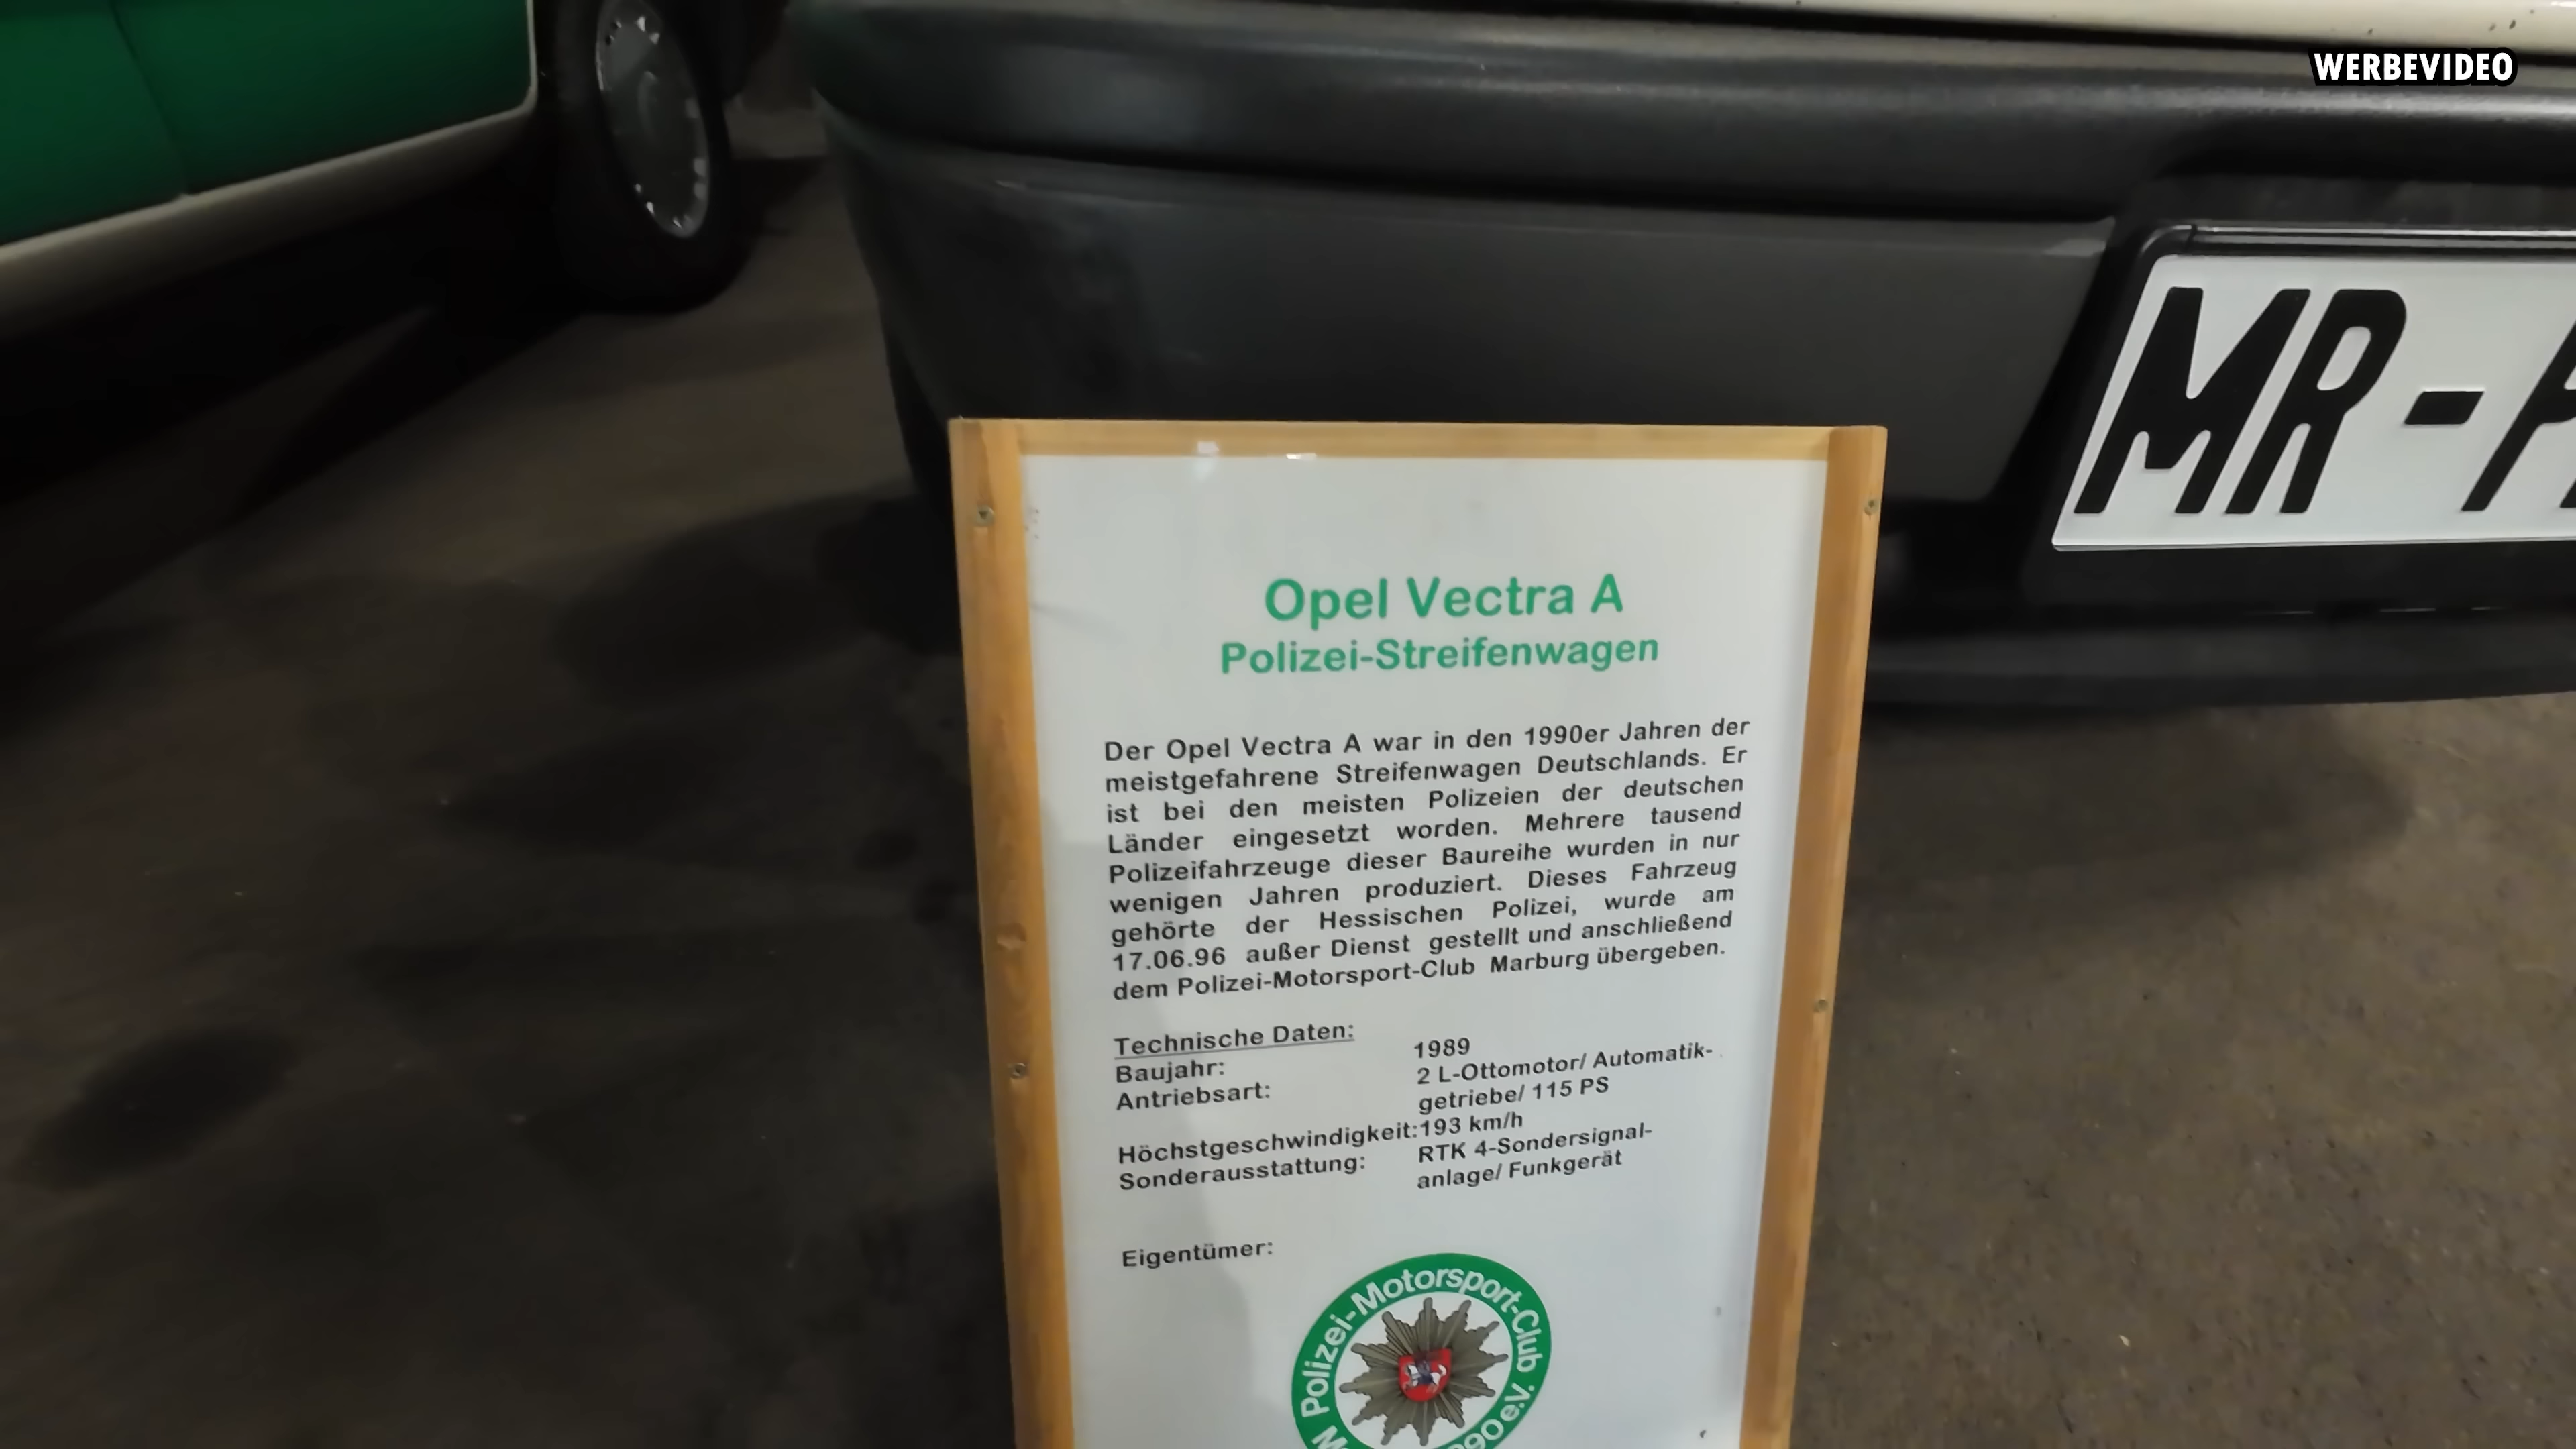 WERBEVIDEO
MR-
Opel Vectra A
Polizei-Streifenwagen
Der Opel Vectra A war in den 1990er Jahren der
meistgefahrene Streifenwagen Deutschlands. Er
ist bei den meisten Polizeien der deutschen
Länder eingesetzt worden. Mehrere tausend
Polizeifahrzeuge dieser Baureihe wurden in nur
wenigen Jahren produziert. Dieses Fahrzeug
gehörte der Hessischen Polizei, wurde am
17.06.96 außer Dienst gestellt und anschließend
dem Polizei-Motorsport-Club Marburg übergeben.
Technische Daten:
Baujahr: 1989
Antriebsart: 2 L-Ottomotor/ Automatik-
getriebe/ 115 PS
Höchstgeschwindigkeit: 193 km/h
Sonderausstattung: RTK 4-Sondersignal-
anlage/ Funkgerät
Eigentümer:
Polizei-Motorsport-Club
e.V.